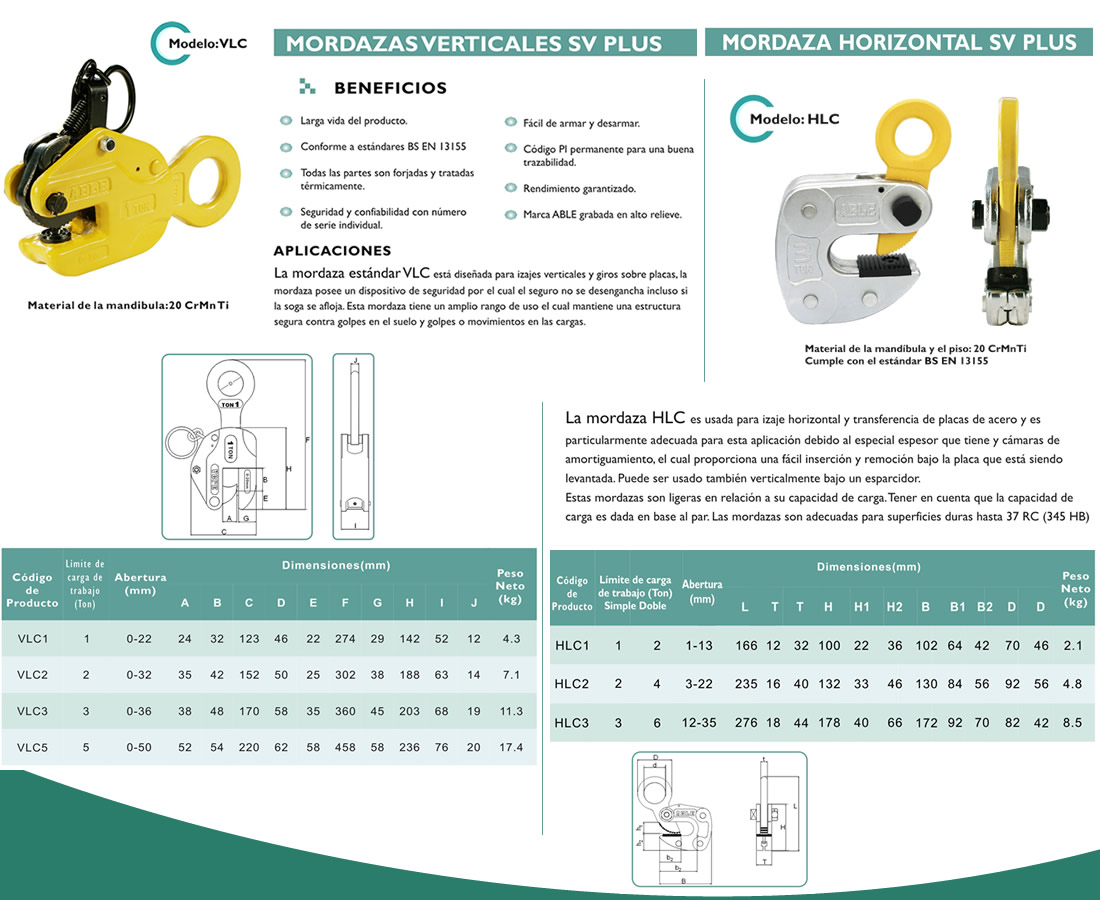 Modelo:VLC
MORDAZAS VERTICALES SV PLUS
BENEFICIOS
Larga vida del producto.
Conforme a estándares BS EN 13155
Todas las partes son forjadas y tratadas
térmicamente.
Seguridad y confiabilidad con número
de serie individual.
Fácil de armar y desarmar.
Código PI permanente para una buena
trazabilidad.
Rendimiento garantizado.
Marca ABLE grabada en alto relieve.
ABLE
TON
Material de la mandibula:20 CrMnTi
APLICACIONES
La mordaza estándar VLC está diseñada para izajes verticales y giros sobre placas, la
mordaza posee un dispositivo de seguridad por el cual el seguro no se desengancha incluso si
la soga se afloja. Esta mordaza tiene un amplio rango de uso el cual mantiene una estructura
segura contra golpes en el suelo y golpes o movimientos en las cargas.
MORDAZA HORIZONTAL SV PLUS
Modelo: HLC
ABLE
1 TON
Material de la mandíbula y el piso: 20 CrMnTi
Cumple con el estándar BS EN 13155
TON 1
1 TON
ABLE
F
H
B
E
A G
C
J
I
La mordaza HLC es usada para izaje horizontal y transferencia de placas de acero y es
particularmente adecuada para esta aplicación debido al especial espesor que tiene y cámaras de
amortiguamiento, el cual proporciona una fácil inserción y remoción bajo la placa que está siendo
levantada. Puede ser usado también verticalmente bajo un esparcidor.
Estas mordazas son ligeras en relación a su capacidad de carga. Tener en cuenta que la capacidad de
carga es dada en base al par. Las mordazas son adecuadas para superficies duras hasta 37 RC (345 HB)
Código de Producto Límite de carga de trabajo (Ton) Abertura (mm) Dimensiones(mm) Peso Neto (kg)
A B C D E F G H I J
VLC1 1 0-22 24 32 123 46 22 274 29 142 52 12 4.3
VLC2 2 0-32 35 42 152 50 25 302 38 188 63 14 7.1
VLC3 3 0-36 38 48 170 58 35 360 45 203 68 19 11.3
VLC5 5 0-50 52 54 220 62 58 458 58 236 76 20 17.4
Código de Producto Límite de carga de trabajo (Ton) Simple Doble Abertura (mm) Dimensiones(mm) Peso Neto (kg)
L T T H H1 H2 B B1 B2 D D
HLC1 1 2 1-13 166 12 32 100 22 36 102 64 42 70 46 2.1
HLC2 2 4 3-22 235 16 40 132 33 46 130 84 56 92 56 4.8
HLC3 3 6 12-35 276 18 44 178 40 66 172 92 70 82 42 8.5
D
d
ABLE
B
t
L
H
T